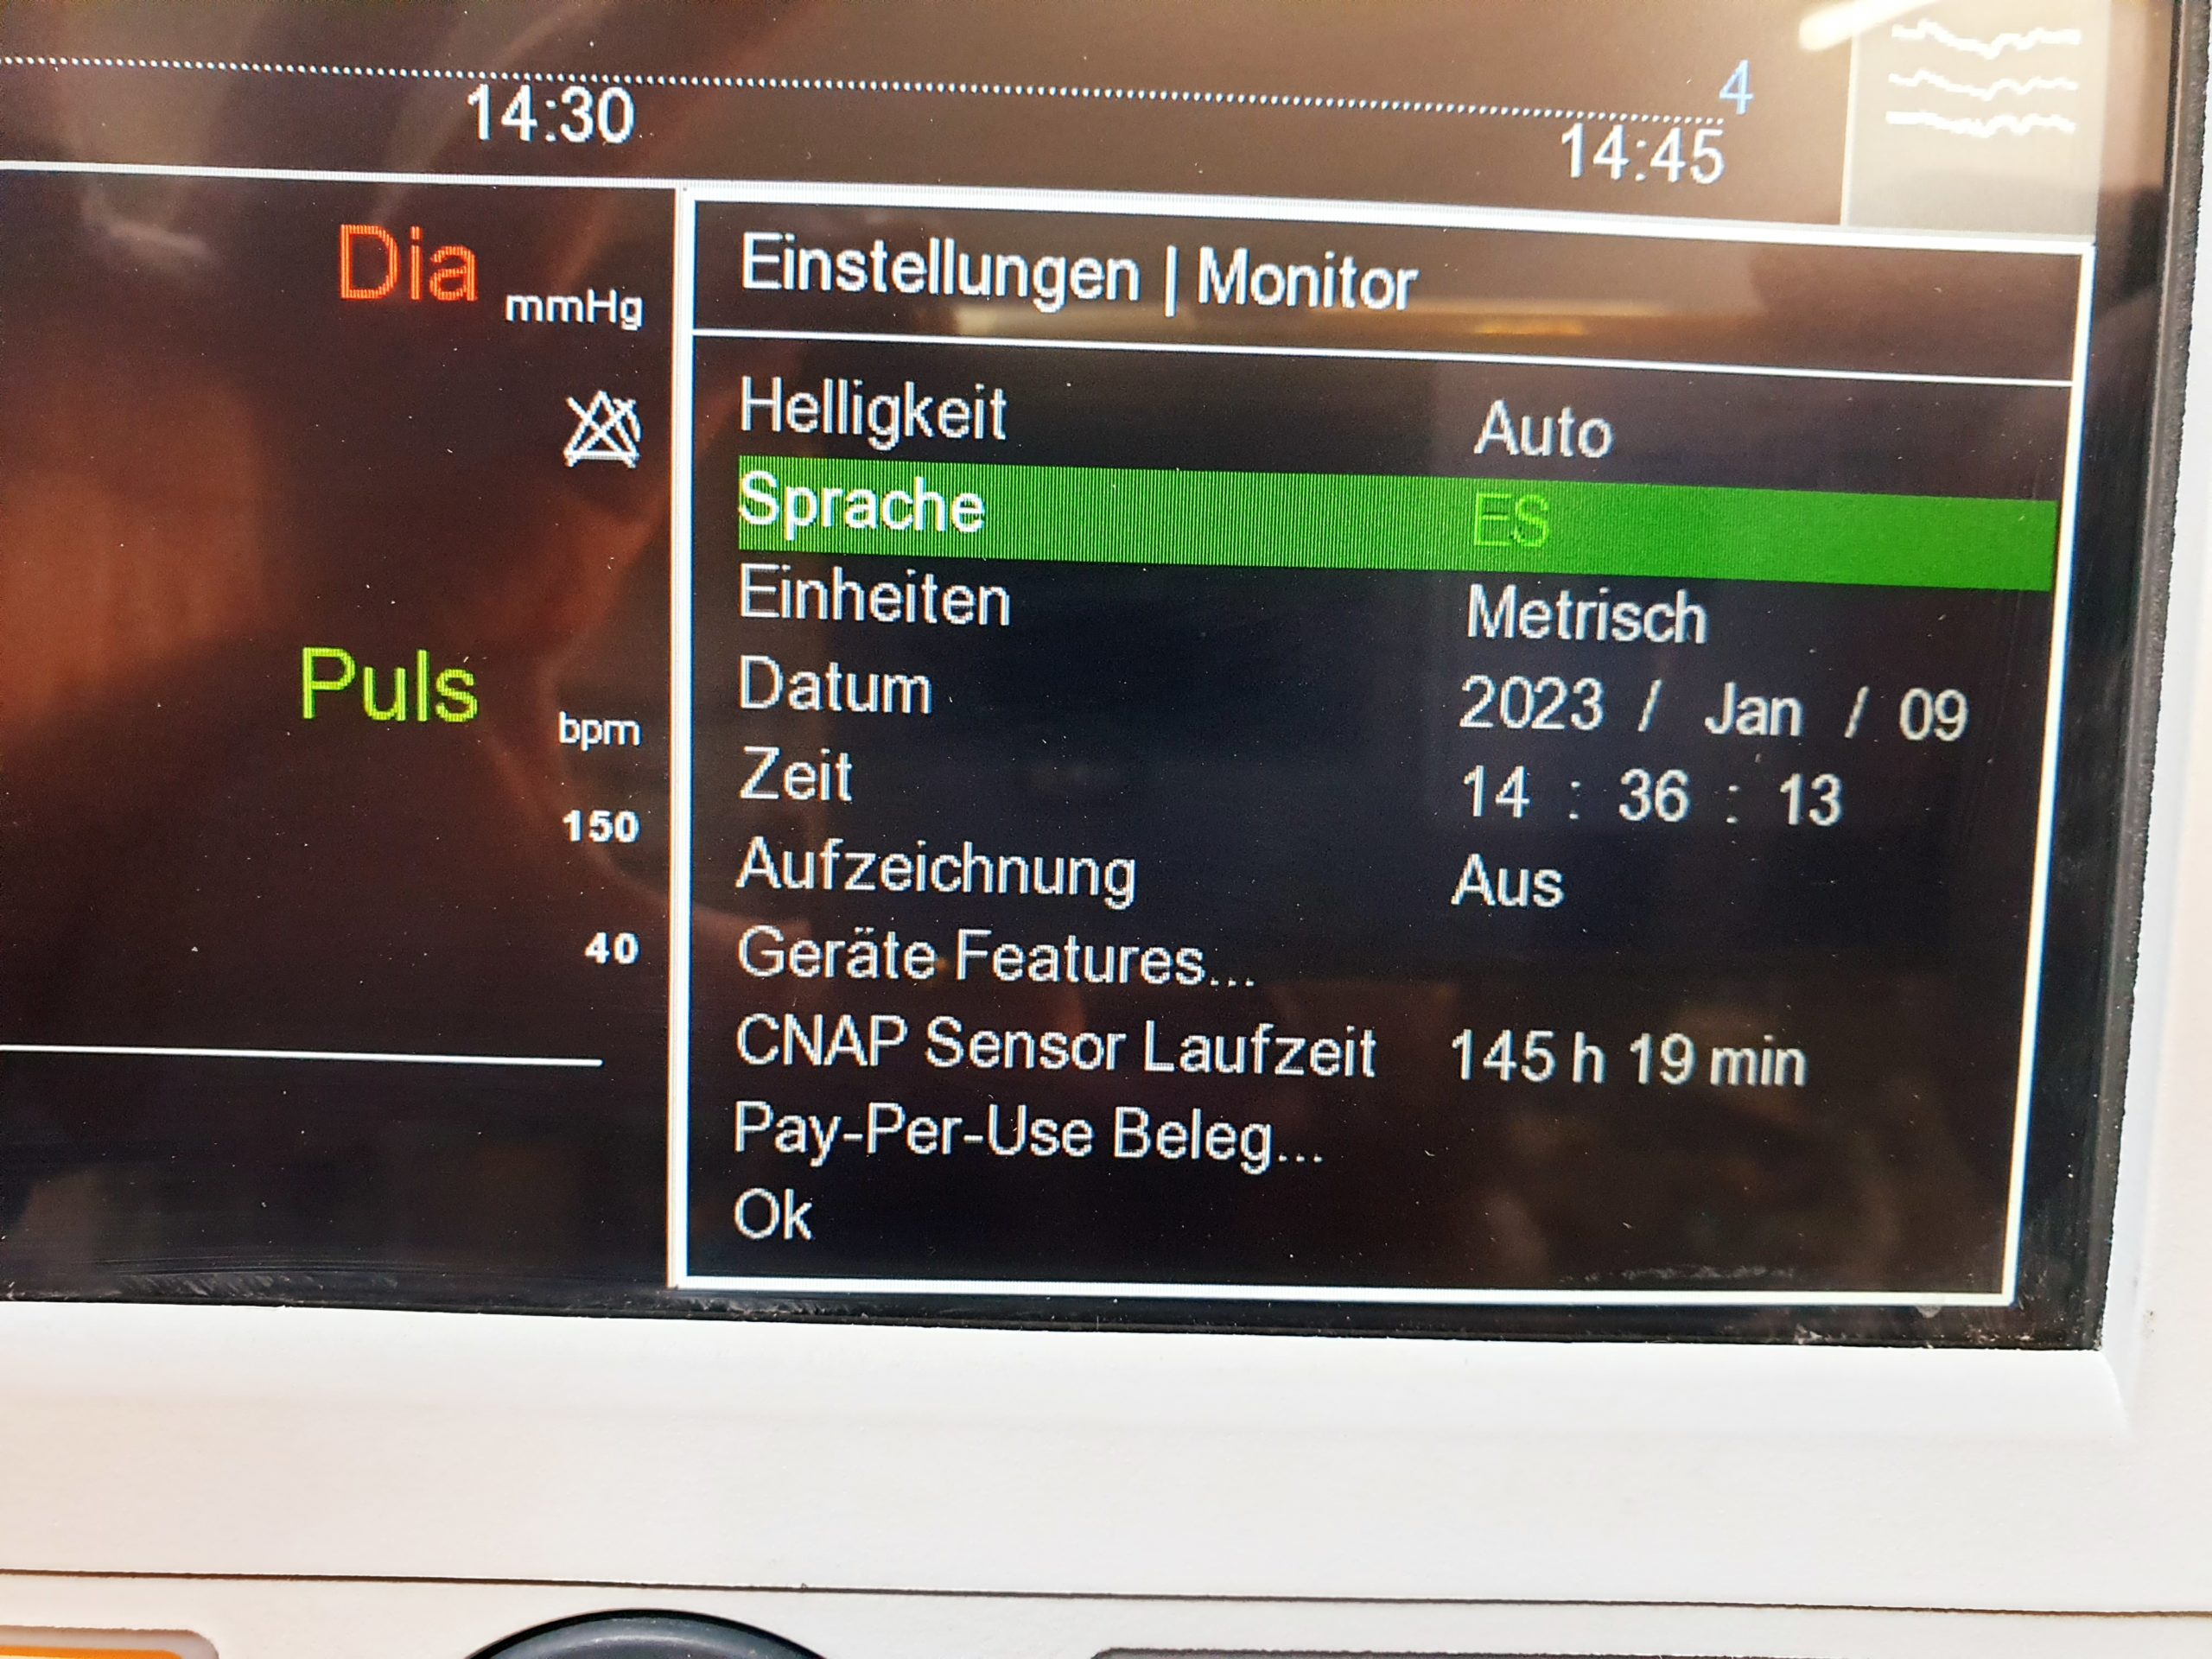 4
14:30 14:45
Dia mmHg
Puls
bpm
150
40
Einstellungen | Monitor
Helligkeit Auto
Sprache ES
Einheiten Metrisch
Datum 2023 / Jan / 09
Zeit 14 : 36 : 13
Aufzeichnung Aus
Geräte Features...
CNAP Sensor Laufzeit 145 h 19 min
Pay-Per-Use Beleg...
Ok